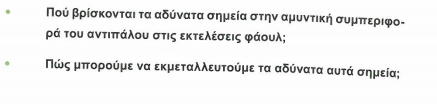 • Πού βρίσκονται τα αδύνατα σημεία στην αμυντική συμπεριφο-
ρά του αντιπάλου στις εκτελέσεις φάουλ;
• Πώς μπορούμε να εκμεταλλευτούμε τα αδύνατα αυτά σημεία;